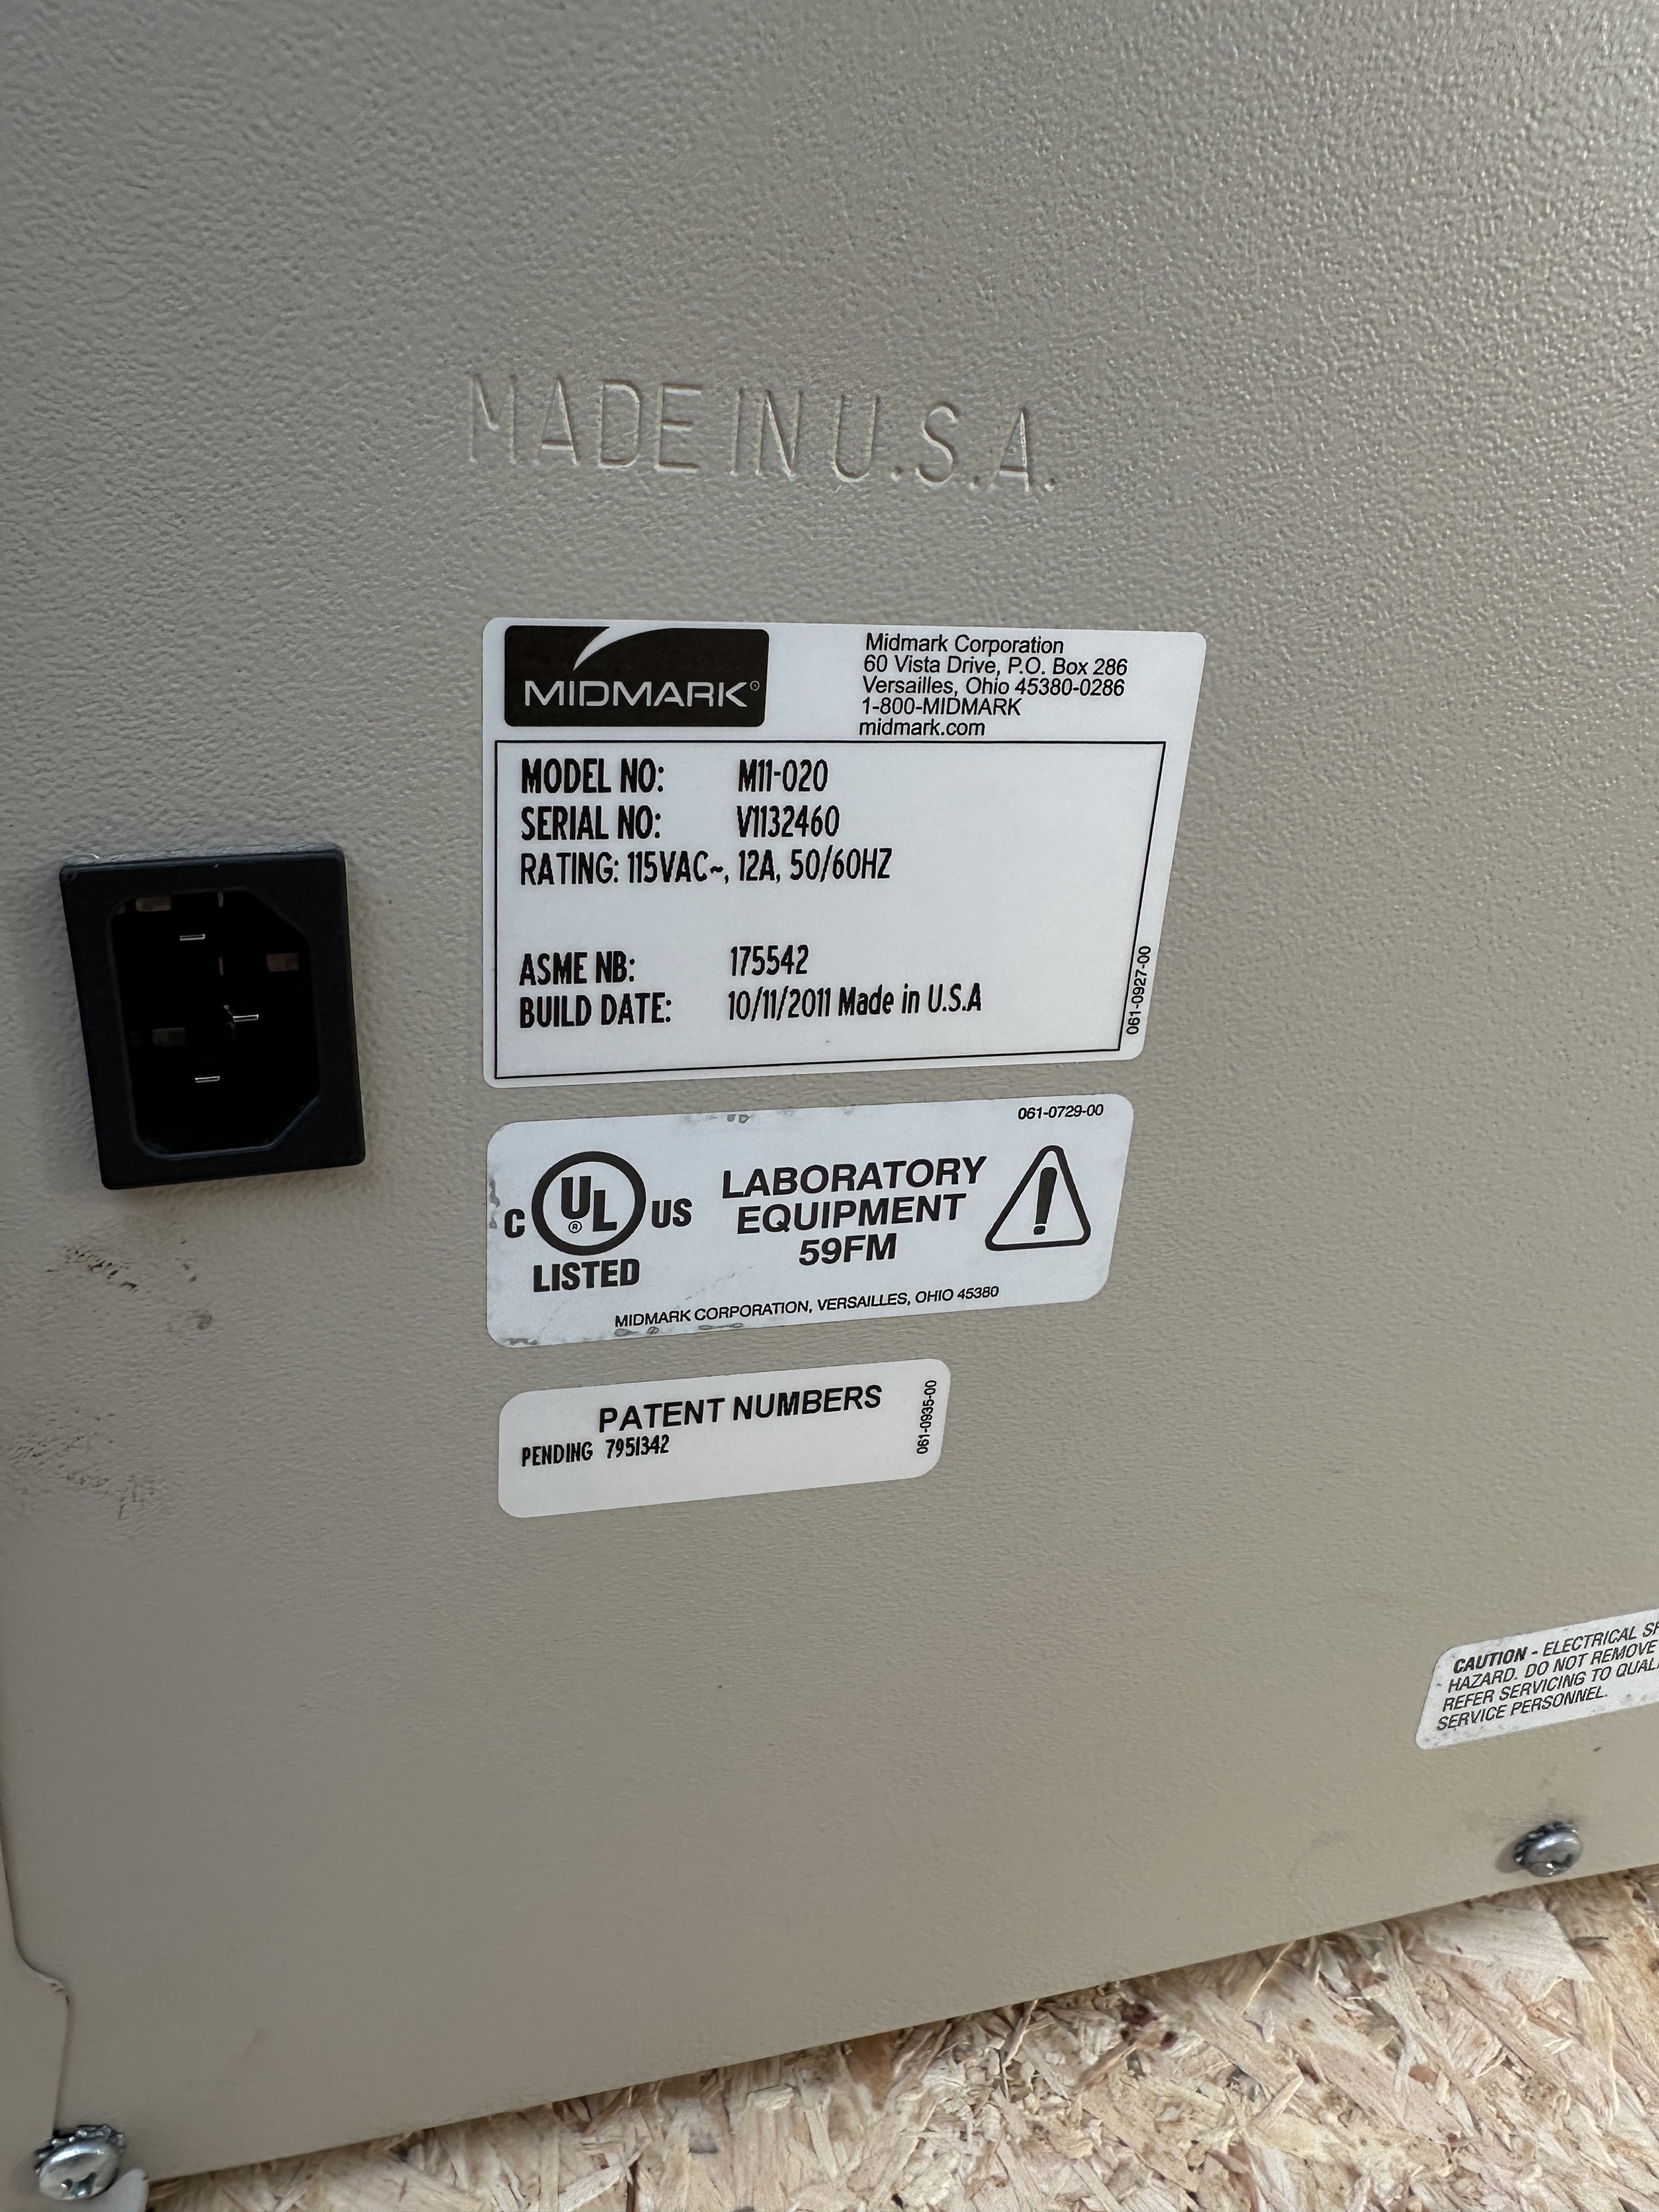 MADE IN U.S.A.
MIDMARK®
Midmark Corporation
60 Vista Drive, P.O. Box 286
Versailles, Ohio 45380-0286
1-800-MIDMARK
midmark.com
MODEL NO: M11-020
SERIAL NO: V1132460
RATING: 115VAC~, 12A, 50/60HZ
ASME NB: 175542
BUILD DATE: 10/11/2011 Made in U.S.A
061-0927-00
061-0729-00
C UL® US
LISTED
LABORATORY
EQUIPMENT
59FM
MIDMARK CORPORATION, VERSAILLES, OHIO 45380
PATENT NUMBERS
PENDING 7951342
061-0935-00
CAUTION - ELECTRICAL
HAZARD. DO NOT REMOVE
REFER SERVICING TO
SERVICE PERSONNEL.